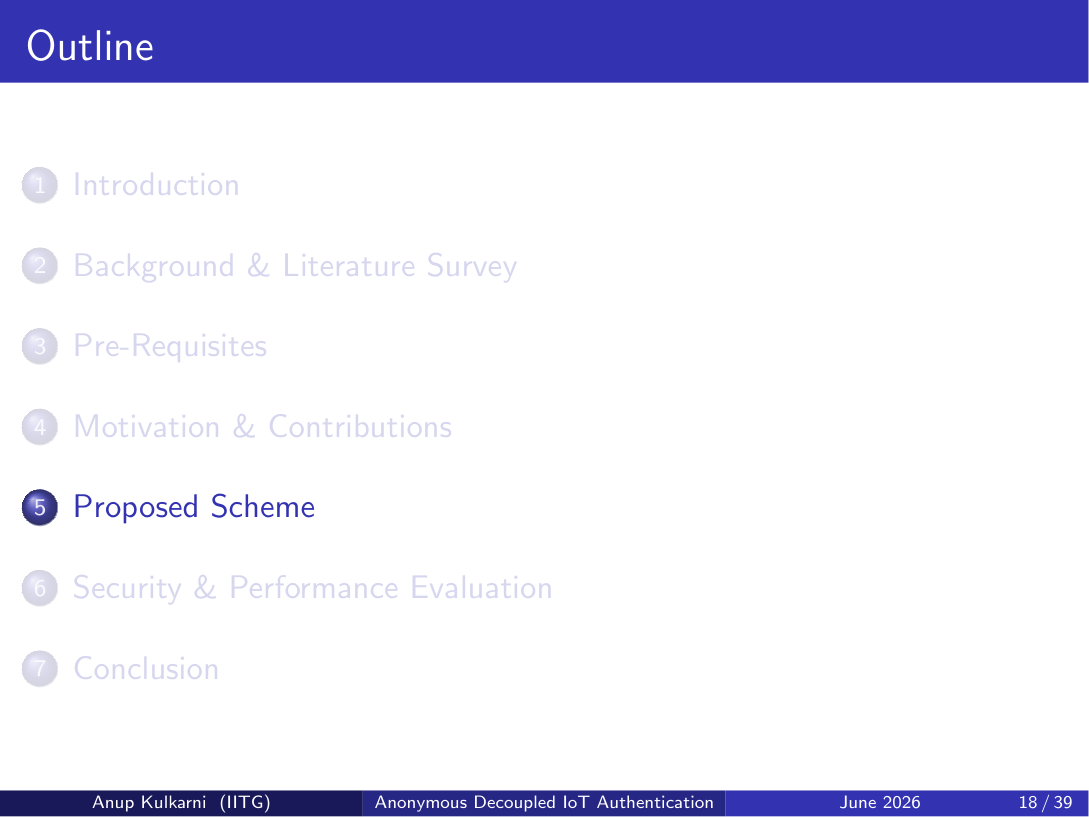 Outline
1 Introduction
2 Background & Literature Survey
3 Pre-Requisites
4 Motivation & Contributions
5 Proposed Scheme
6 Security & Performance Evaluation
7 Conclusion
Anup Kulkarni (IITG) Anonymous Decoupled IoT Authentication June 2026 18 / 39